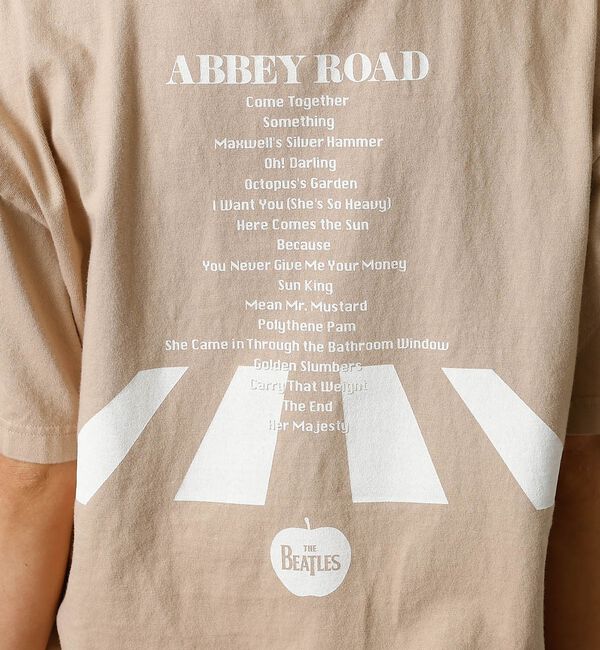 ABBEY ROAD
Come Together
Something
Maxwell's Silver Hammer
Oh! Darling
Octopus's Garden
I Want You (She's So Heavy)
Here Comes the Sun
Because
You Never Give Me Your Money
Sun King
Mean Mr. Mustard
Polythene Pam
She Came in Through the Bathroom Window
Golden Slumbers
Carry That Weight
The End
Her Majesty
THE
BEATLES